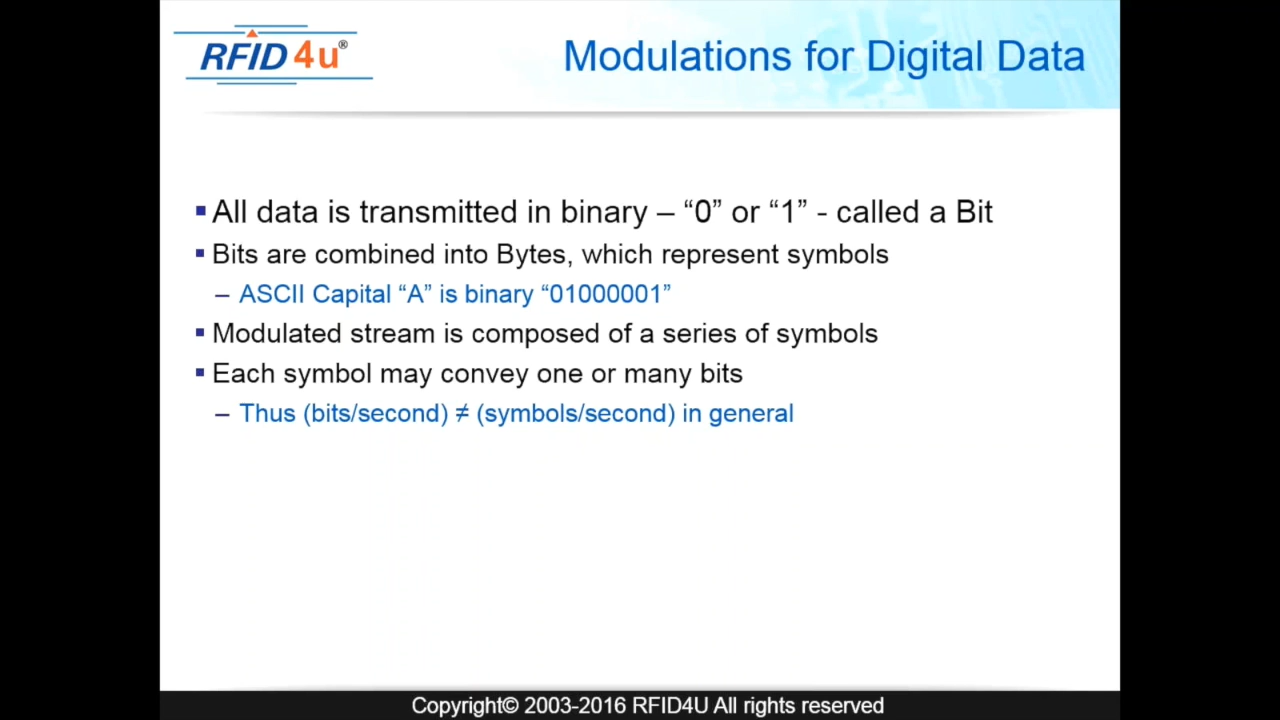 RFID4u®
Modulations for Digital Data
▪ All data is transmitted in binary – “0” or “1” - called a Bit
▪ Bits are combined into Bytes, which represent symbols
– ASCII Capital “A” is binary “01000001”
▪ Modulated stream is composed of a series of symbols
▪ Each symbol may convey one or many bits
– Thus (bits/second) ≠ (symbols/second) in general
Copyright© 2003-2016 RFID4U All rights reserved